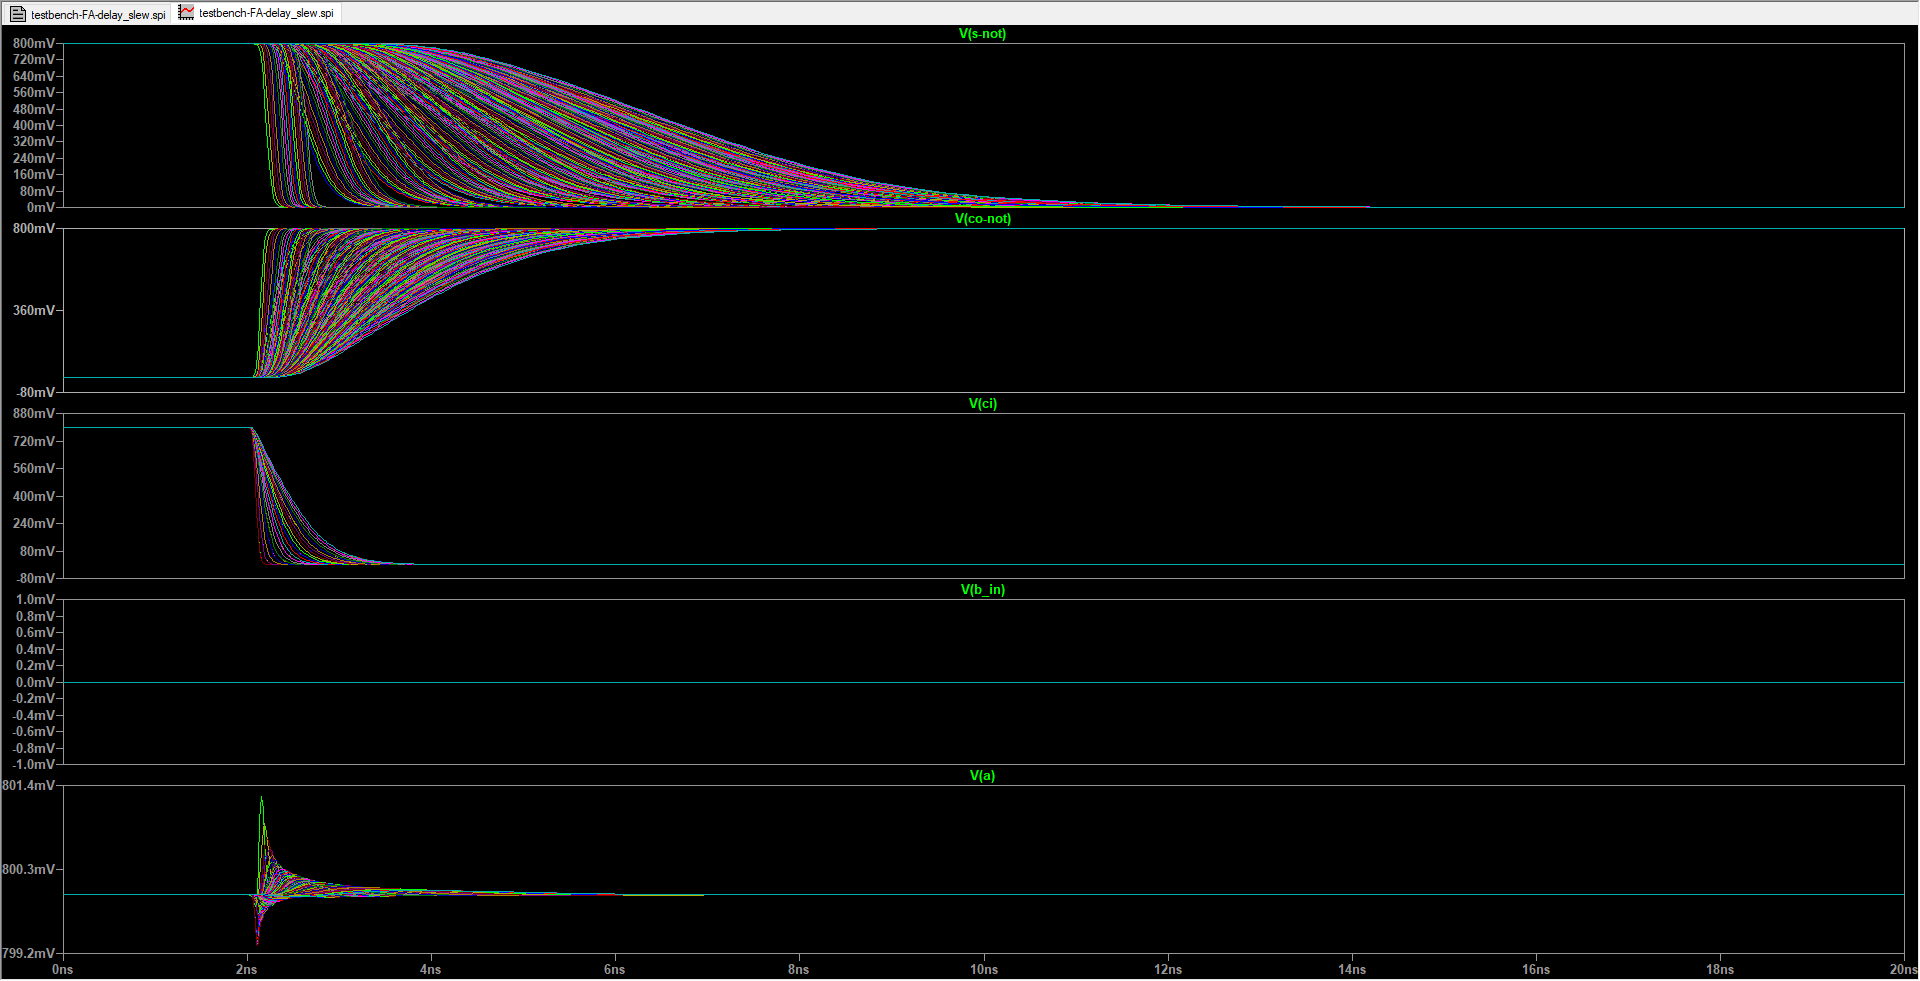 testbench-FA-delay_slew.spi
testbench-FA-delay_slew.spi
V(s-not)
800mV
720mV
640mV
560mV
480mV
400mV
320mV
240mV
160mV
80mV
0mV
V(co-not)
800mV
360mV
-80mV
V(ci)
880mV
720mV
560mV
400mV
240mV
80mV
-80mV
V(b_in)
1.0mV
0.8mV
0.6mV
0.4mV
0.2mV
0.0mV
-0.2mV
-0.4mV
-0.6mV
-0.8mV
-1.0mV
V(a)
801.4mV
800.3mV
799.2mV
0ns 2ns 4ns 6ns 8ns 10ns 12ns 14ns 16ns 18ns 20ns